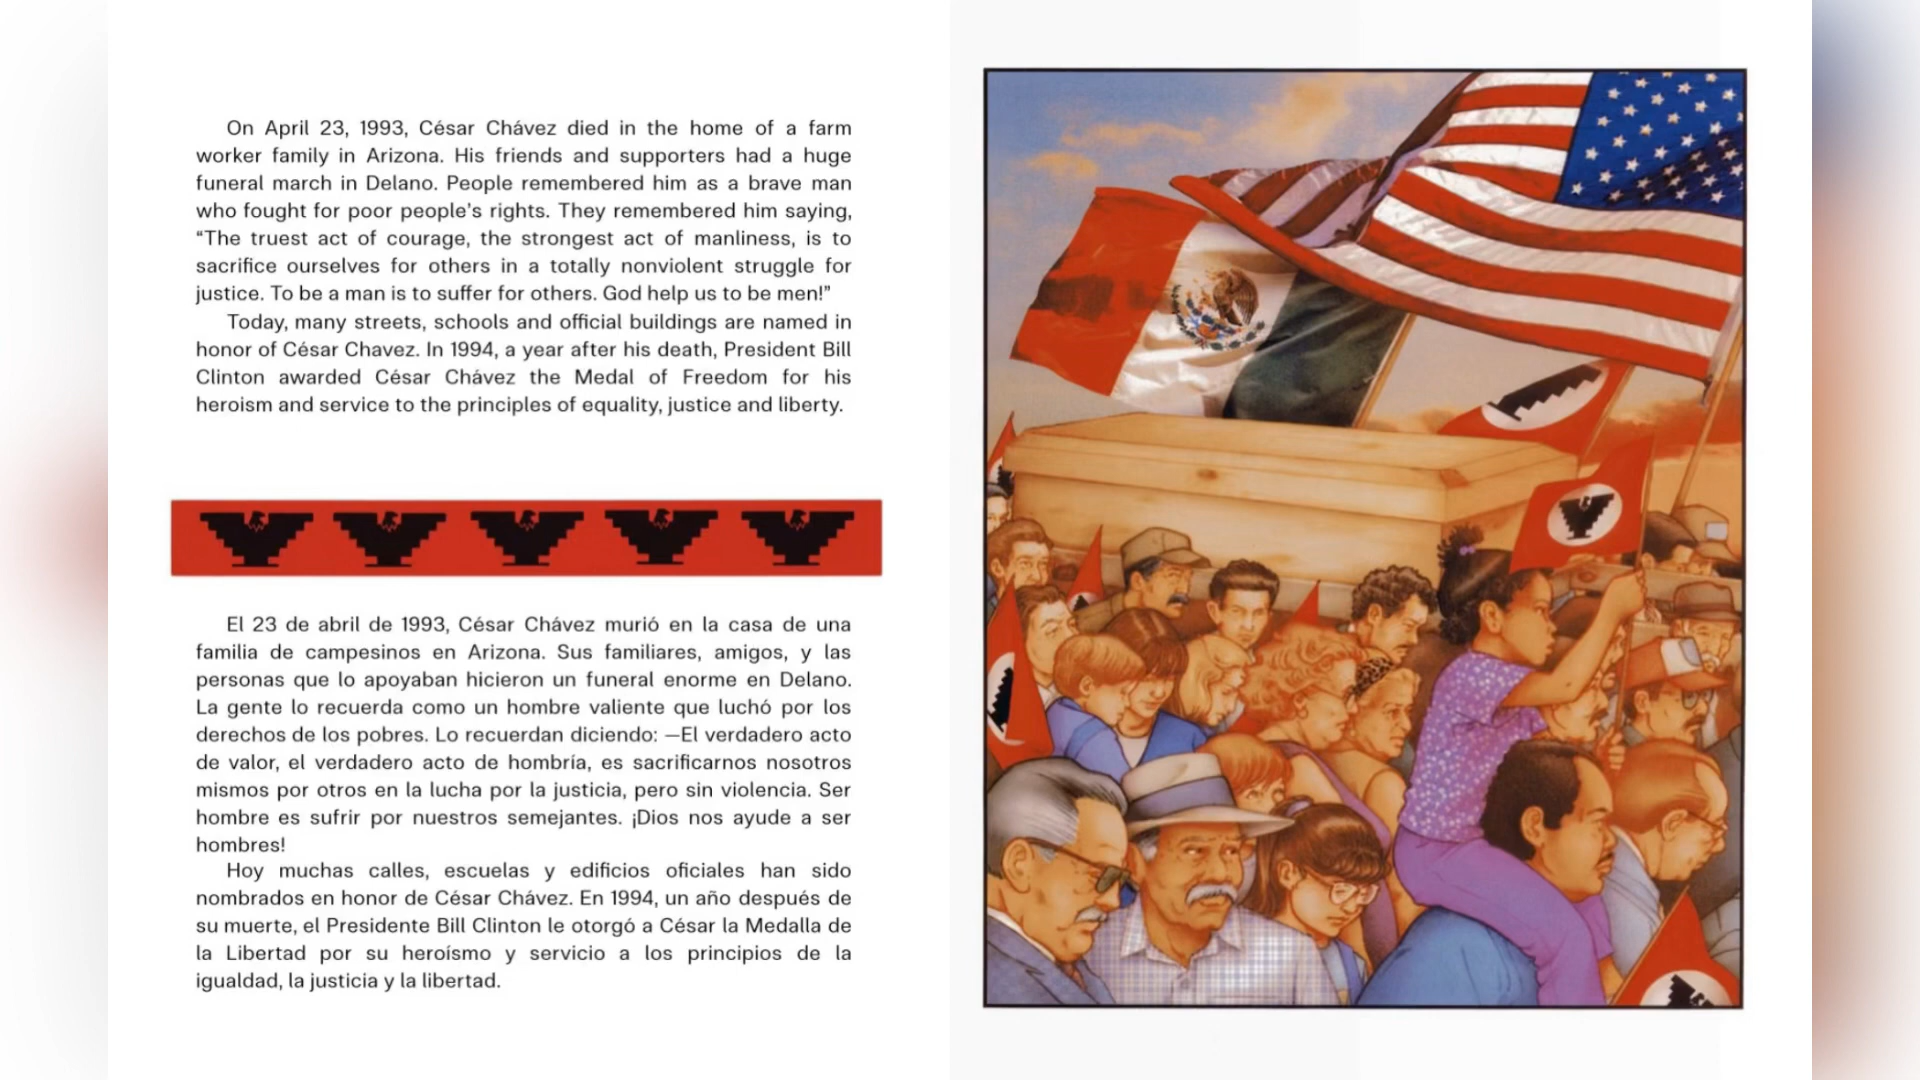 On April 23, 1993, César Chávez died in the home of a farm
worker family in Arizona. His friends and supporters had a huge
funeral march in Delano. People remembered him as a brave man
who fought for poor people's rights. They remembered him saying,
“The truest act of courage, the strongest act of manliness, is to
sacrifice ourselves for others in a totally nonviolent struggle for
justice. To be a man is to suffer for others. God help us to be men!”
Today, many streets, schools and official buildings are named in
honor of César Chavez. In 1994, a year after his death, President Bill
Clinton awarded César Chávez the Medal of Freedom for his
heroism and service to the principles of equality, justice and liberty.
El 23 de abril de 1993, César Chávez murió en la casa de una
familia de campesinos en Arizona. Sus familiares, amigos, y las
personas que lo apoyaban hicieron un funeral enorme en Delano.
La gente lo recuerda como un hombre valiente que luchó por los
derechos de los pobres. Lo recuerdan diciendo: —El verdadero acto
de valor, el verdadero acto de hombría, es sacrificarnos nosotros
mismos por otros en la lucha por la justicia, pero sin violencia. Ser
hombre es sufrir por nuestros semejantes. ¡Dios nos ayude a ser
hombres!
Hoy muchas calles, escuelas y edificios oficiales han sido
nombrados en honor de César Chávez. En 1994, un año después de
su muerte, el Presidente Bill Clinton le otorgó a César la Medalla de
la Libertad por su heroísmo y servicio a los principios de la
igualdad, la justicia y la libertad.